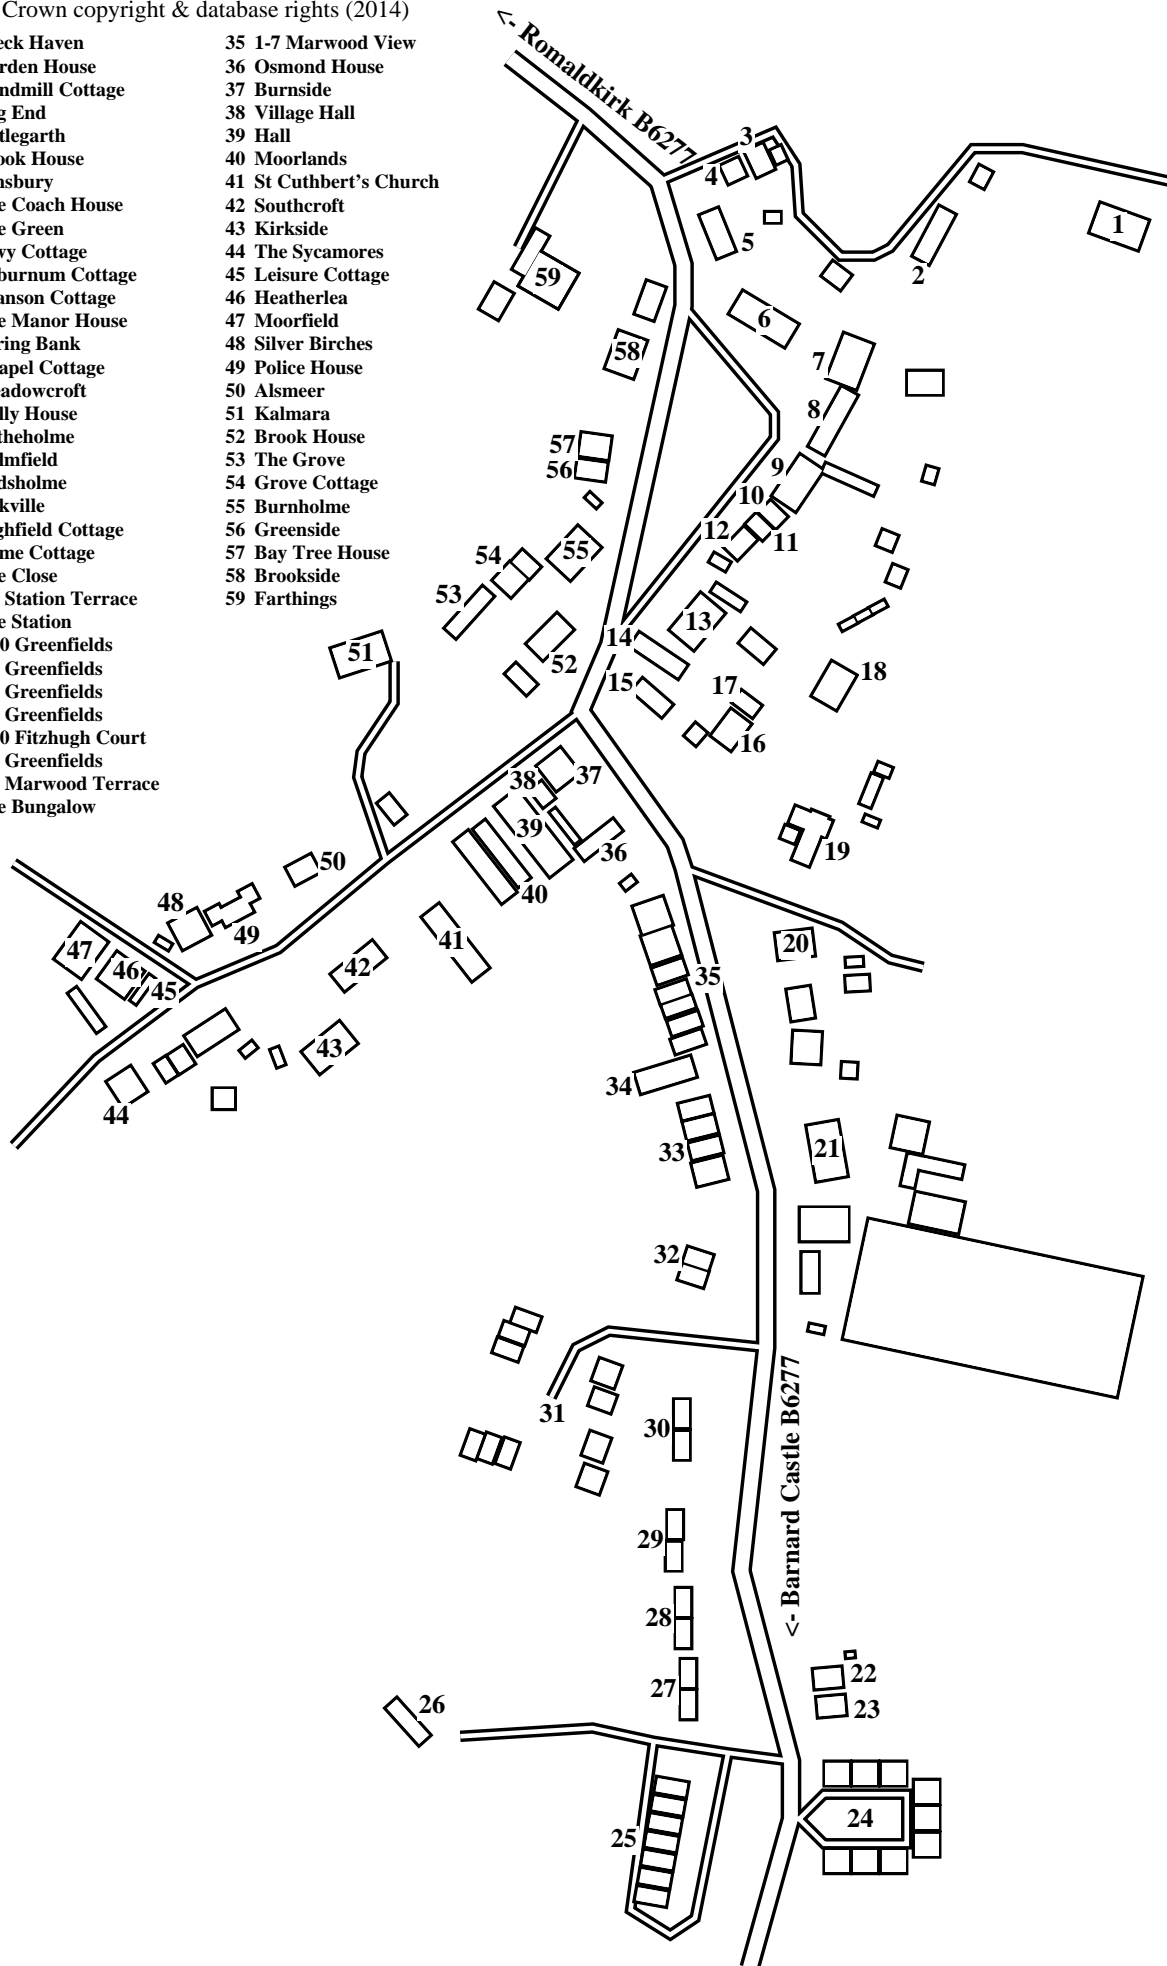 Crown copyright & database rights (2014)
eck Haven
rden House
ndmill Cottage
g End
tlegarth
ook House
nsbury
e Coach House
e Green
vy Cottage
burnum Cottage
anson Cottage
e Manor House
ring Bank
apel Cottage
eadowcroft
lly House
theholme
lmfield
dsholme
kville
ghfield Cottage
me Cottage
e Close
Station Terrace
e Station
0 Greenfields
Greenfields
Greenfields
Greenfields
0 Fitzhugh Court
Greenfields
Marwood Terrace
e Bungalow
35 1-7 Marwood View
36 Osmond House
37 Burnside
38 Village Hall
39 Hall
40 Moorlands
41 St Cuthbert's Church
42 Southcroft
43 Kirkside
44 The Sycamores
45 Leisure Cottage
46 Heatherlea
47 Moorfield
48 Silver Birches
49 Police House
50 Alsmeer
51 Kalmara
52 Brook House
53 The Grove
54 Grove Cottage
55 Burnholme
56 Greenside
57 Bay Tree House
58 Brookside
59 Farthings
<- Romaldkirk B6277
3
4
1
5
2
59
6
58
7
8
57
56
9
10
12
11
55
54
53
13
14
52
51
15
17
18
16
38
37
39
36
19
50
40
48
49
47
41
20
46
45
42
35
43
34
44
33
21
32
31
30
<- Barnard Castle B6277
29
28
27
22
26
23
25
24